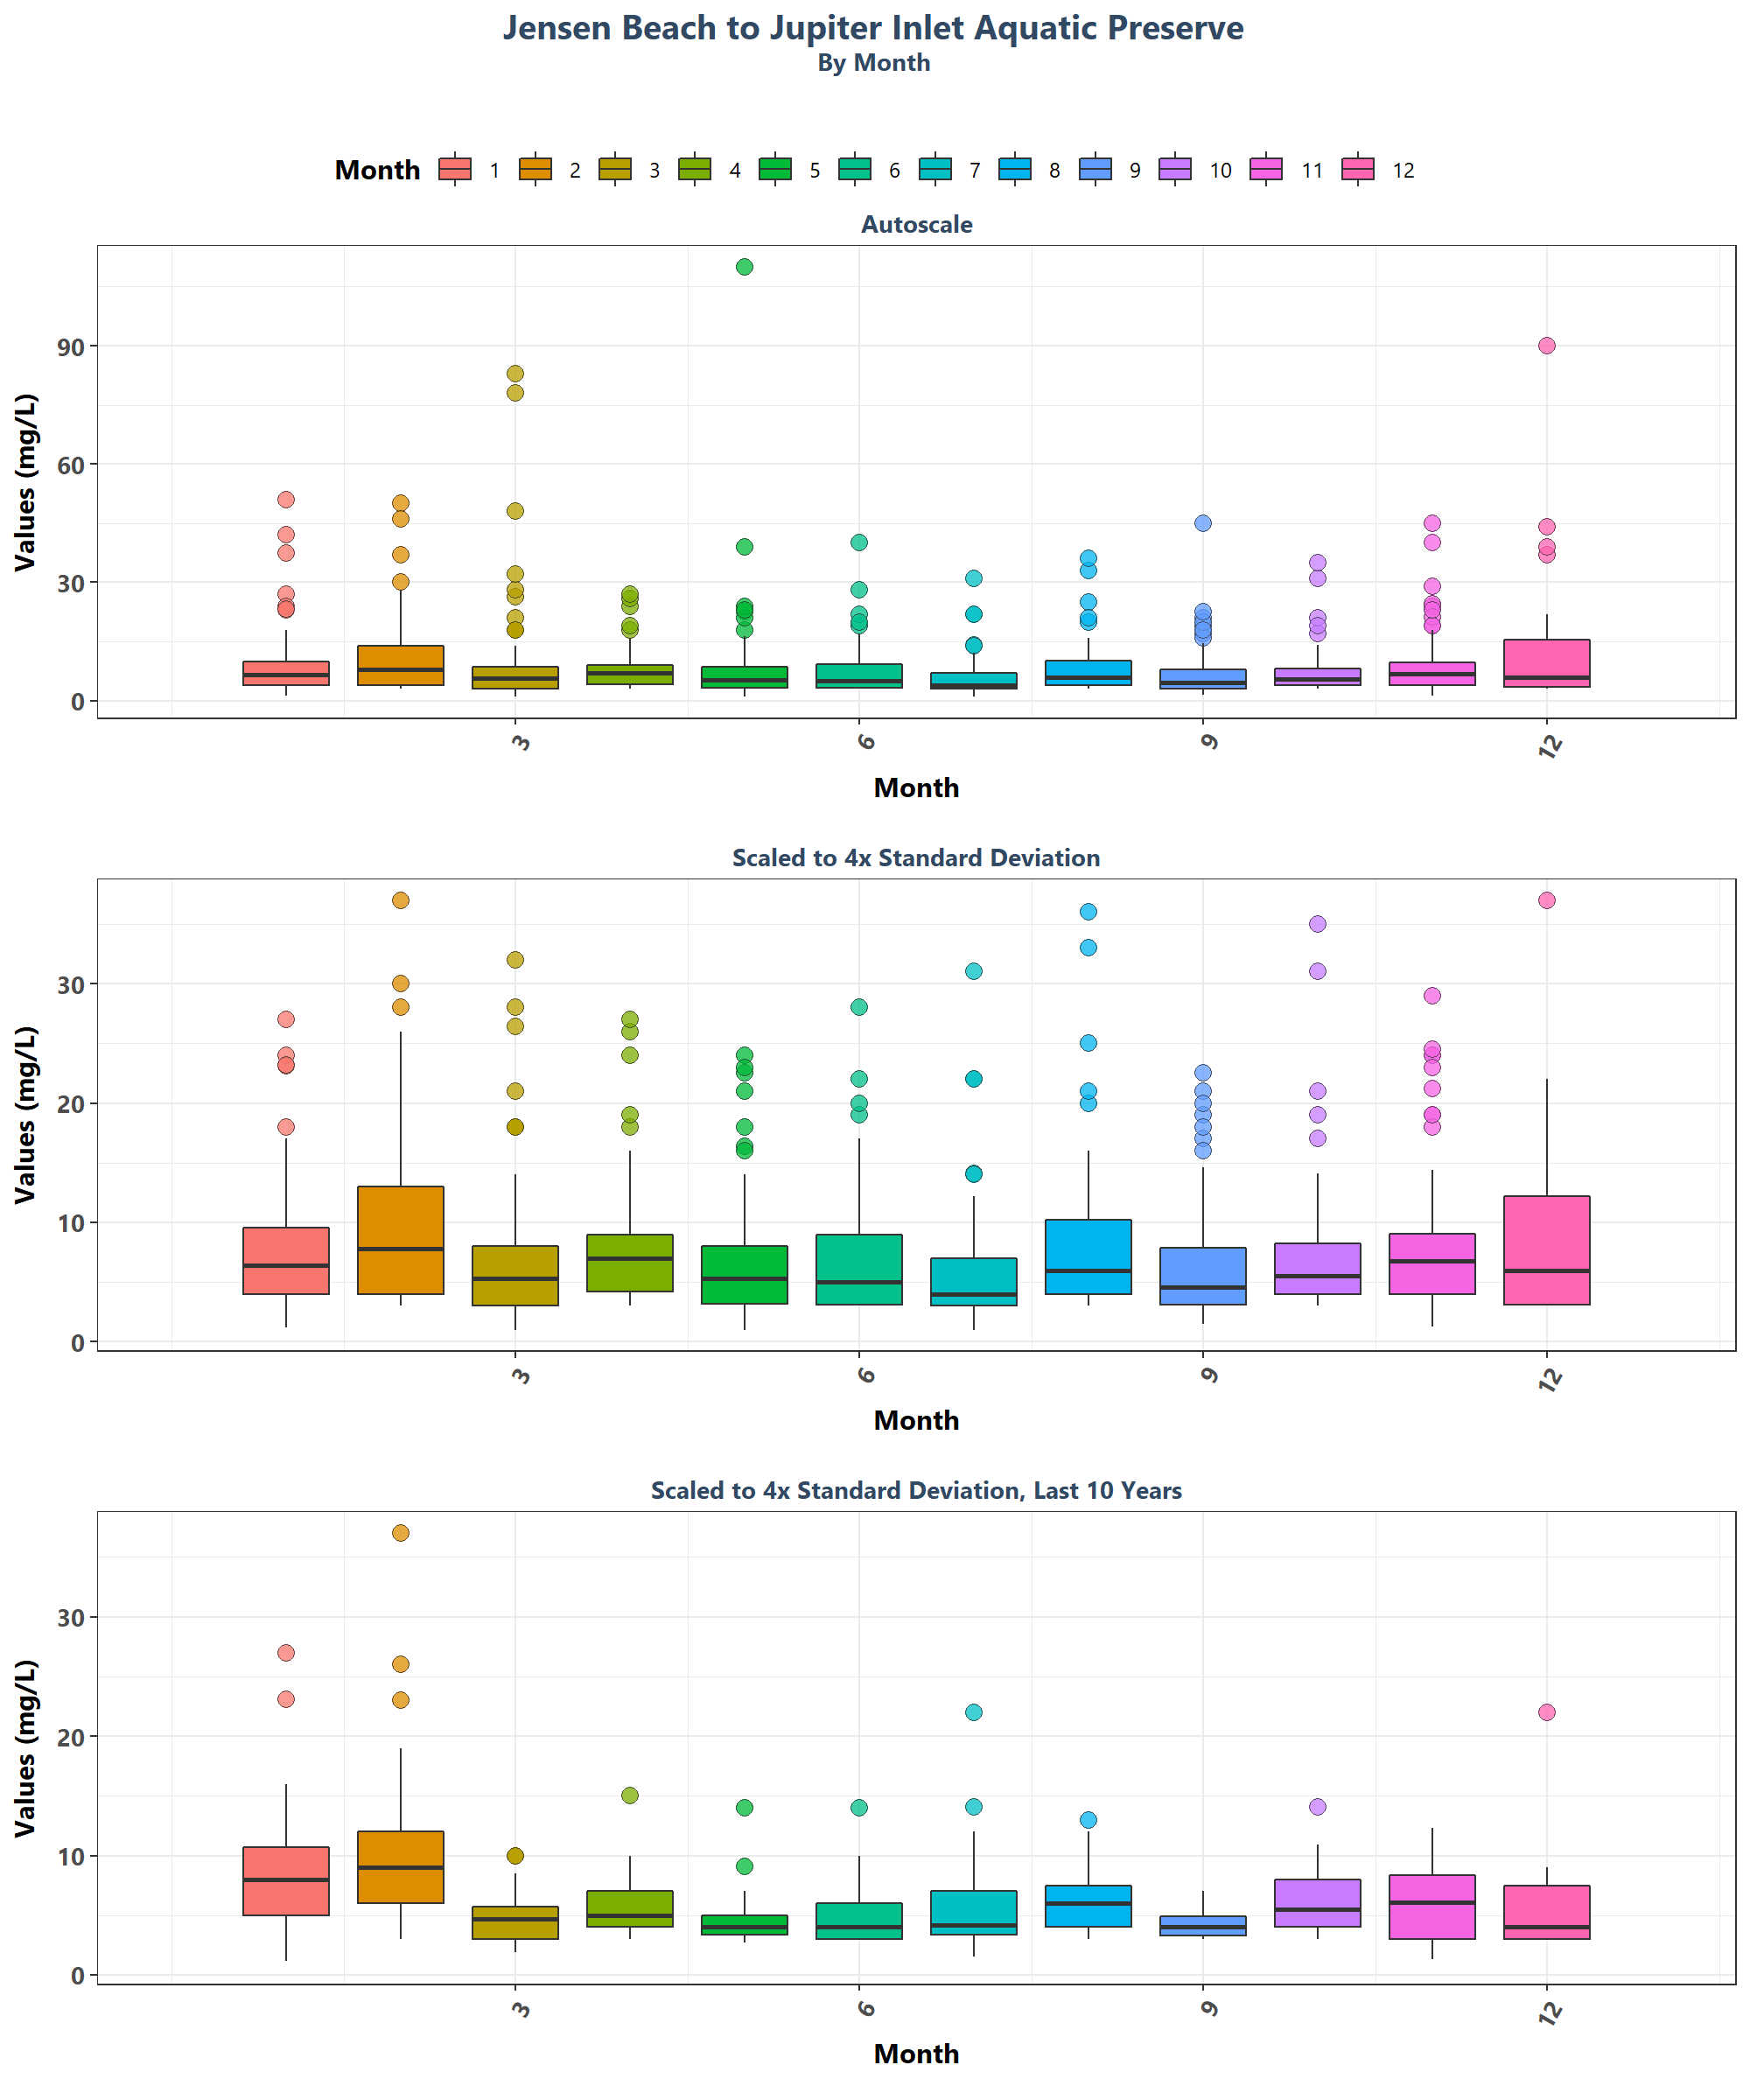 Jensen Beach to Jupiter Inlet Aquatic Preserve
By Month
Month 1 2 3 4 5 6 7 8 9 10 11 12
Autoscale
Values (mg/L)
90
60
30
0
3 6 9 12
Month
Scaled to 4x Standard Deviation
Values (mg/L)
30
20
10
0
3 6 9 12
Month
Scaled to 4x Standard Deviation, Last 10 Years
Values (mg/L)
30
20
10
0
3 6 9 12
Month